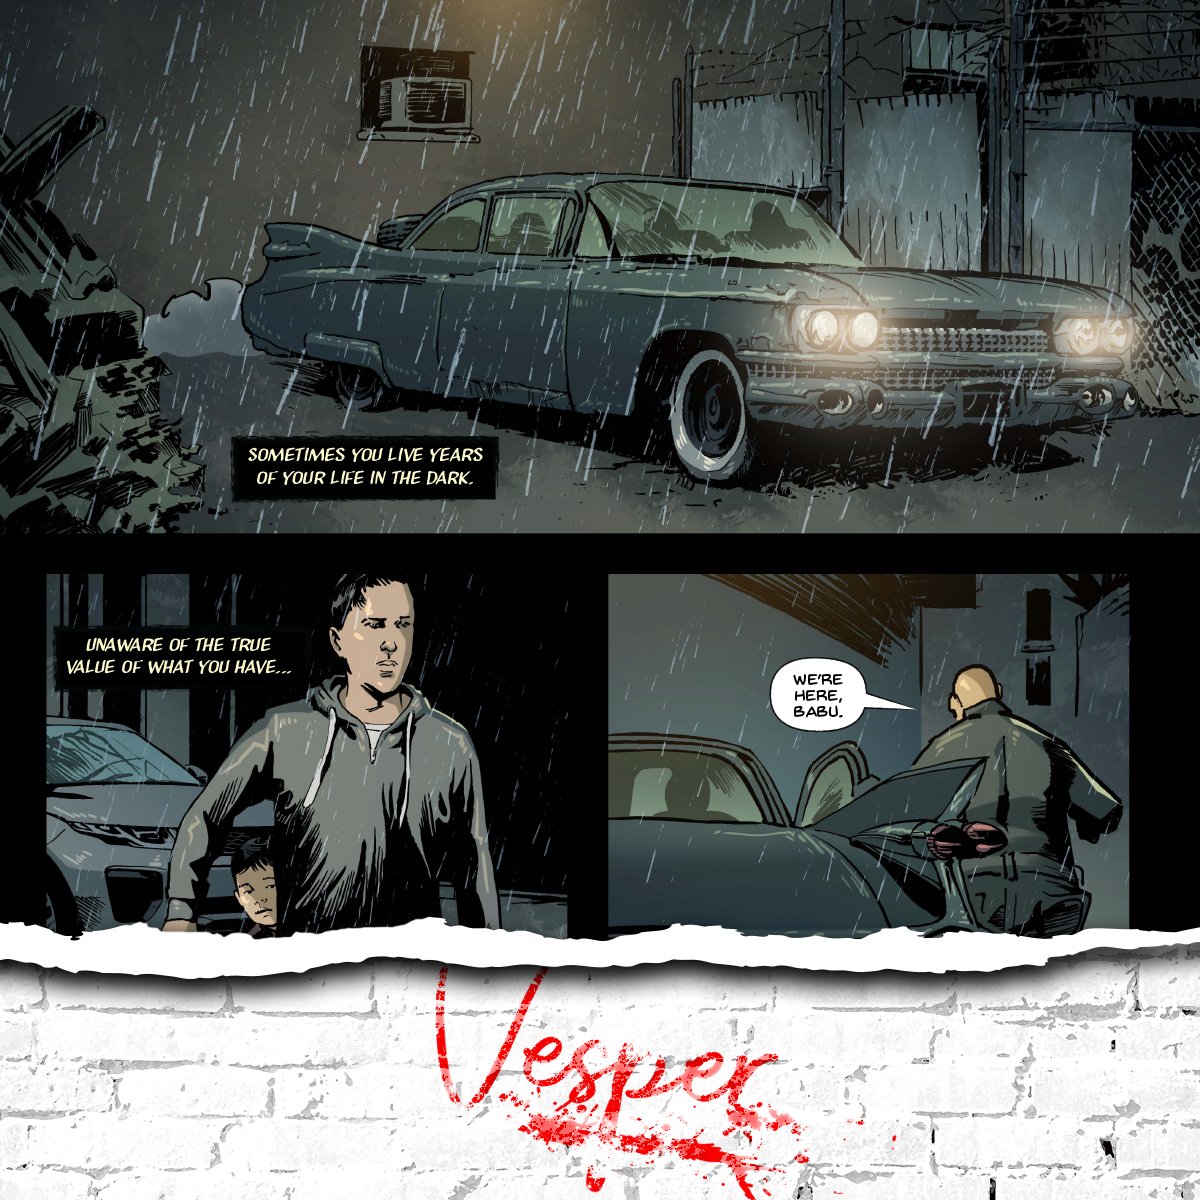 SOMETIMES YOU LIVE YEARS
OF YOUR LIFE IN THE DARK.
UNAWARE OF THE TRUE
VALUE OF WHAT YOU HAVE...
WE'RE
HERE,
BABU.
Vesper